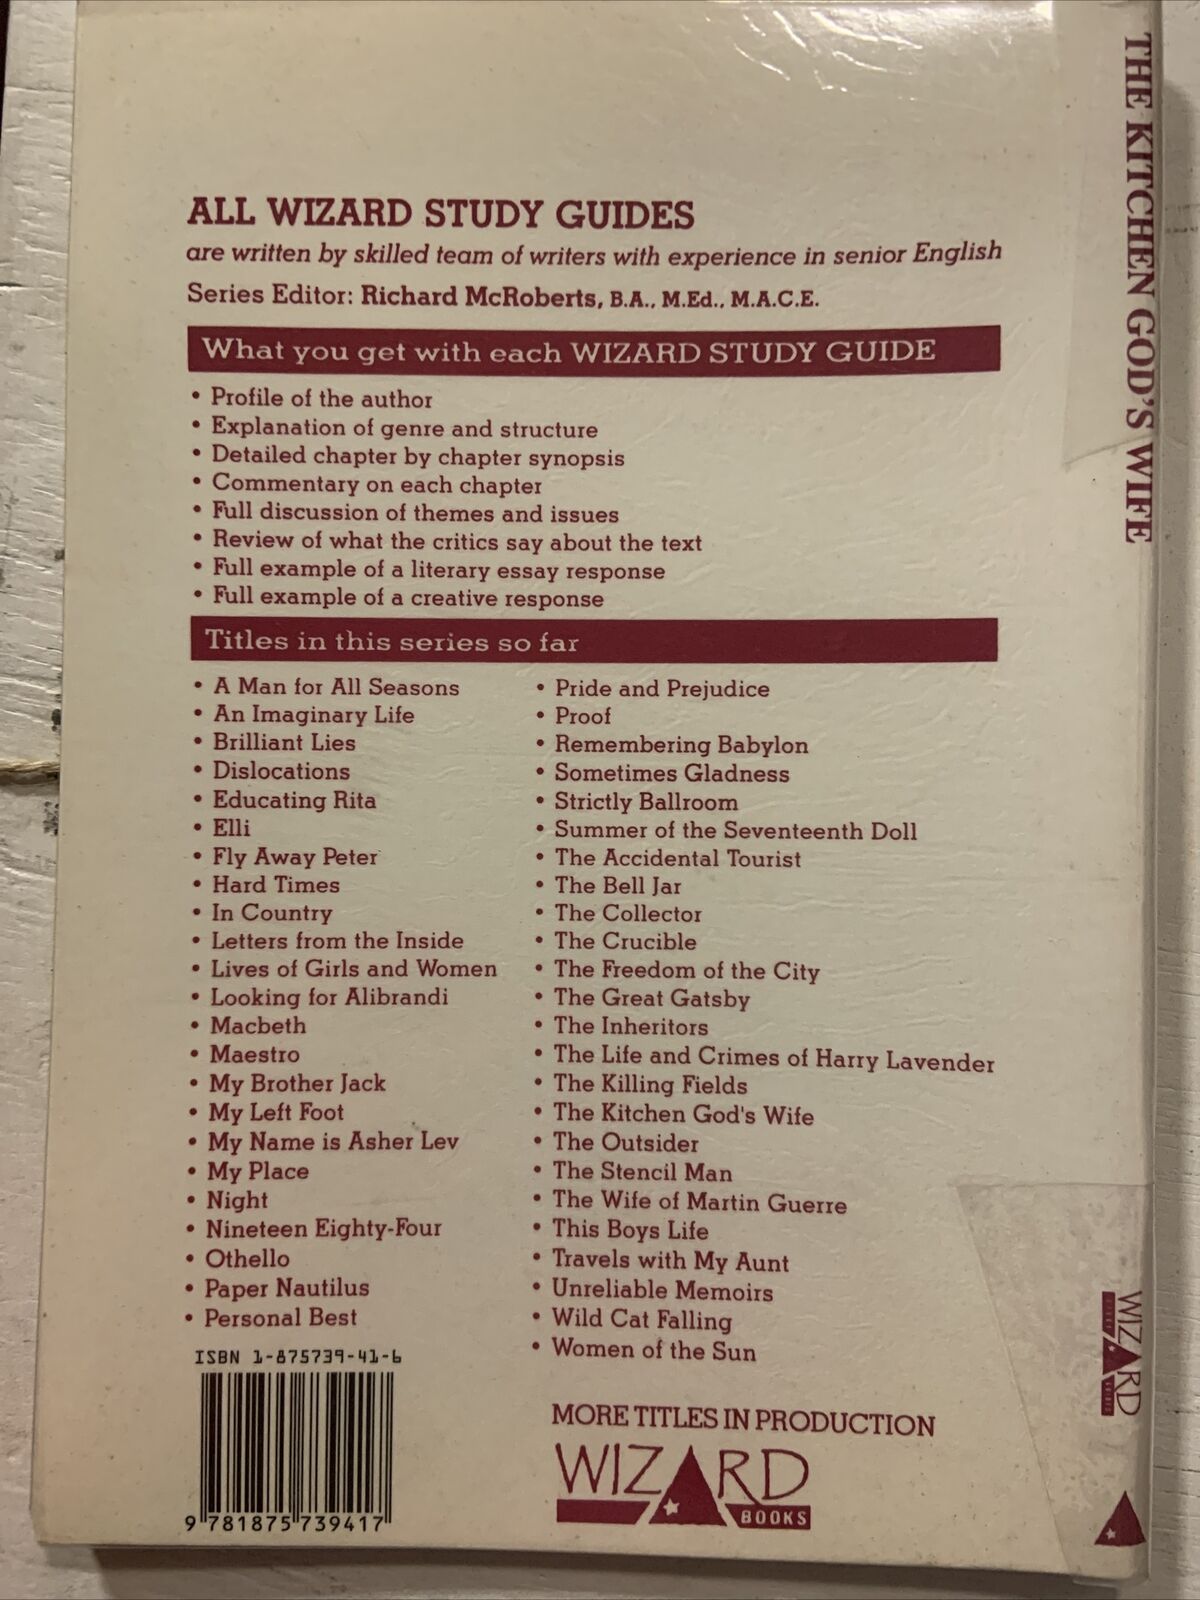 ALL WIZARD STUDY GUIDES
are written by skilled team of writers with experience in senior English
Series Editor: Richard McRoberts, B.A., M.Ed., M.A.C.E.
What you get with each WIZARD STUDY GUIDE
• Profile of the author
• Explanation of genre and structure
• Detailed chapter by chapter synopsis
• Commentary on each chapter
• Full discussion of themes and issues
• Review of what the critics say about the text
• Full example of a literary essay response
• Full example of a creative response
Titles in this series so far
• A Man for All Seasons
• An Imaginary Life
• Brilliant Lies
• Dislocations
• Educating Rita
• Elli
• Fly Away Peter
• Hard Times
• In Country
• Letters from the Inside
• Lives of Girls and Women
• Looking for Alibrandi
• Macbeth
• Maestro
• My Brother Jack
• My Left Foot
• My Name is Asher Lev
• My Place
• Night
• Nineteen Eighty-Four
• Othello
• Paper Nautilus
• Personal Best
• Pride and Prejudice
• Proof
• Remembering Babylon
• Sometimes Gladness
• Strictly Ballroom
• Summer of the Seventeenth Doll
• The Accidental Tourist
• The Bell Jar
• The Collector
• The Crucible
• The Freedom of the City
• The Great Gatsby
• The Inheritors
• The Life and Crimes of Harry Lavender
• The Killing Fields
• The Kitchen God's Wife
• The Outsider
• The Stencil Man
• The Wife of Martin Guerre
• This Boys Life
• Travels with My Aunt
• Unreliable Memoirs
• Wild Cat Falling
• Women of the Sun
ISBN 1-875739-41-6
9 781875 739417
MORE TITLES IN PRODUCTION
WIZARD
BOOKS
THE KITCHEN GOD'S WIFE
WIZARD